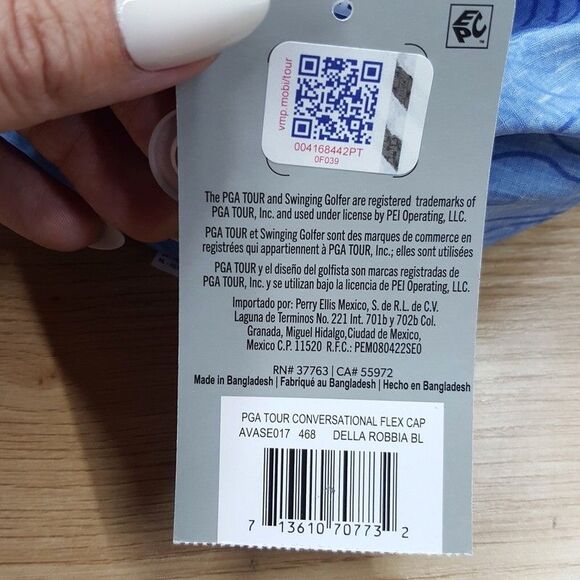 EPC
vmp.mobi/tour
004168442PT
0F039
The PGA TOUR and Swinging Golfer are registered trademarks of
PGA TOUR, Inc. and used under license by PEI Operating, LLC.
PGA TOUR et Swinging Golfer sont des marques de commerce en
registrées qui appartiennent à PGA TOUR, Inc.; elles sont utilisées
PGA TOUR y el diseño del golfista son marcas registradas de
PGA TOUR, Inc. y se utilizan bajo la licencia de PEI Operating, LLC.
Importado por: Perry Ellis Mexico, S. de R.L. de C.V.
Laguna de Terminos No. 221 Int. 701b y 702b Col.
Granada, Miguel Hidalgo,Ciudad de Mexico,
Mexico C.P. 11520 R.F.C.: PEM080422SE0
RN# 37763 | CA# 55972
Made in Bangladesh | Fabriqué au Bangladesh | Hecho en Bangladesh
PGA TOUR CONVERSATIONAL FLEX CAP
AVASE017 468 DELLA ROBBIA BL
7 13610 70773 2